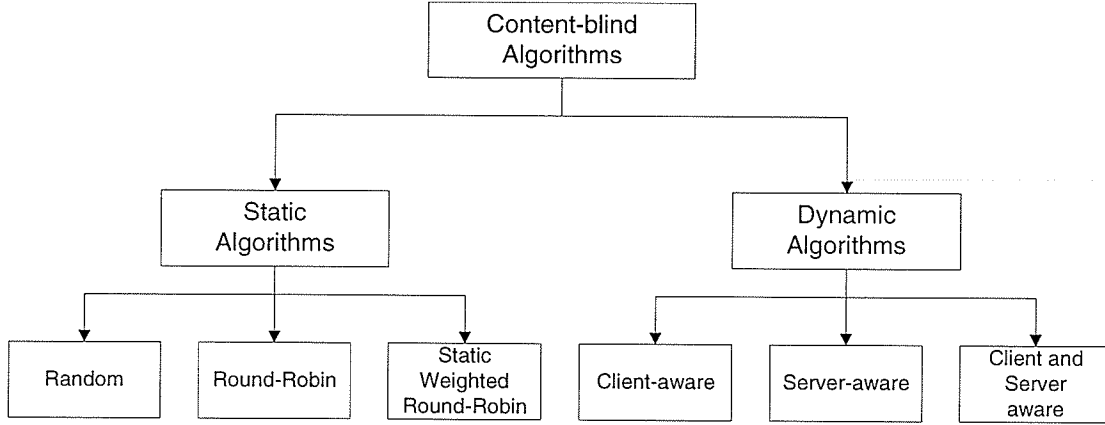 Content-blind
Algorithms
Static
Algorithms
Dynamic
Algorithms
Random
Round-Robin
Static
Weighted
Round-Robin
Client-aware
Server-aware
Client and
Server
aware